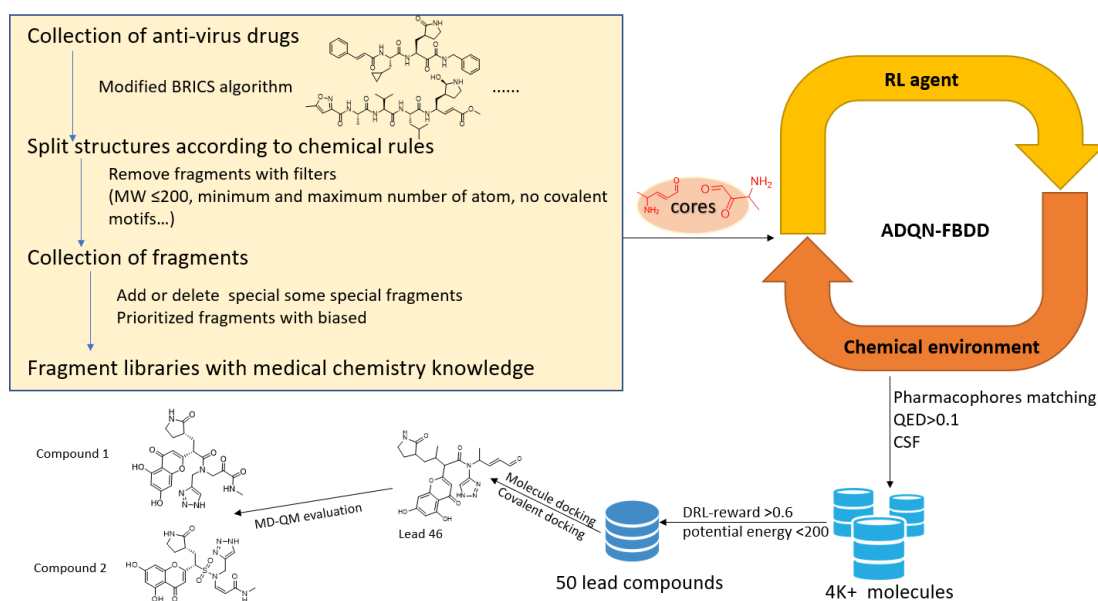 Collection of anti-virus drugs
Modified BRICS algorithm
......
Split structures according to chemical rules
Remove fragments with filters
(MW ≤200, minimum and maximum number of atom, no covalent
motifs…)
Collection of fragments
Add or delete special some special fragments
Prioritized fragments with biased
Fragment libraries with medical chemistry knowledge
cores
RL agent
ADQN-FBDD
Chemical environment
Pharmacophores matching
QED>0.1
CSF
4K+ molecules
DRL-reward >0.6
potential energy <200
50 lead compounds
Molecule docking
Covalent docking
Lead 46
MD-QM evaluation
Compound 1
Compound 2